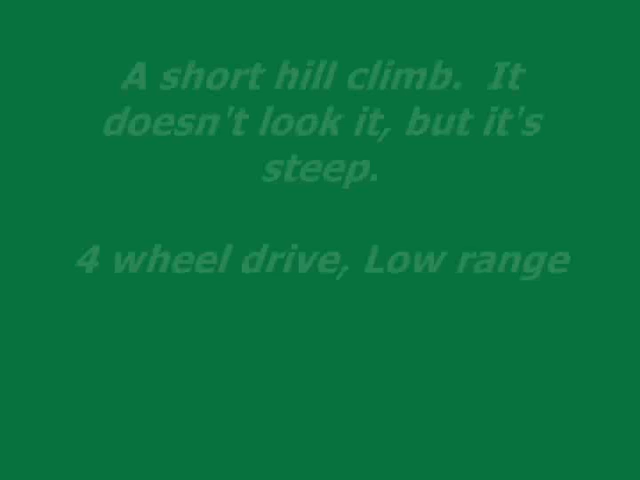 A short hill climb.  It
doesn't look it, but it's
steep.
4 wheel drive, Low range